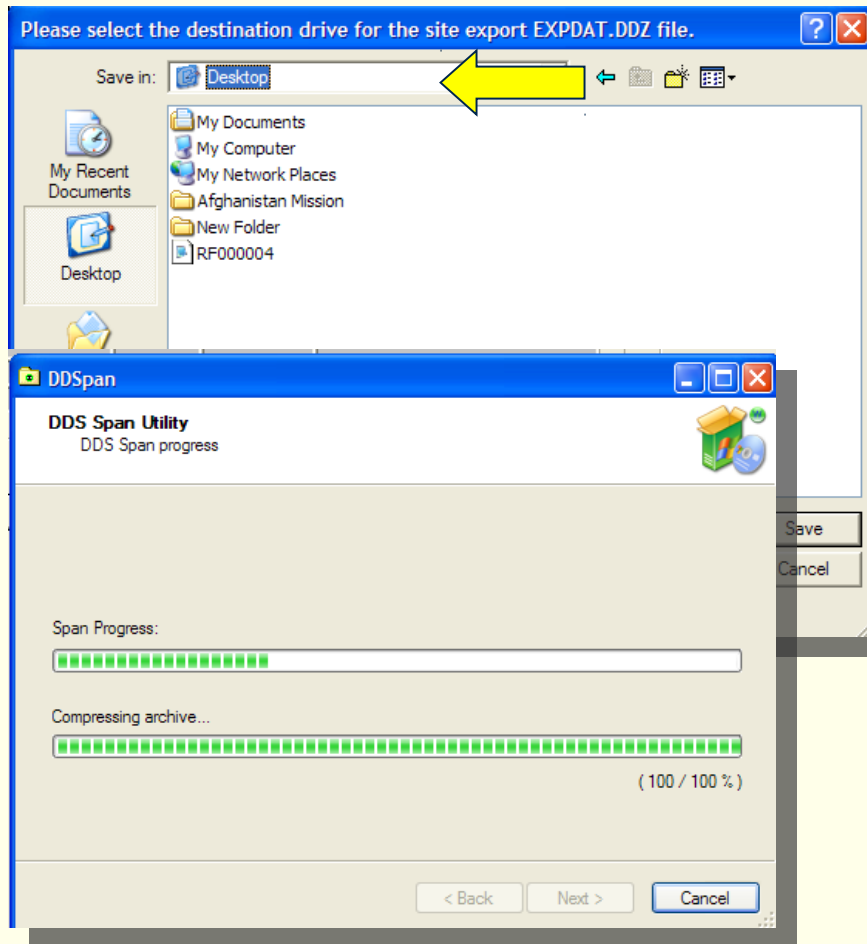 Please select the destination drive for the site export EXPDAT.DDZ file.
Save in:
Desktop
My Recent
Documents
Desktop
My Documents
My Computer
My Network Places
Afghanistan Mission
New Folder
RF000004
Save
Cancel
DDSpan
DDS Span Utility
DDS Span progress
Span Progress:
Compressing archive...
( 100 / 100 % )
< Back
Next >
Cancel